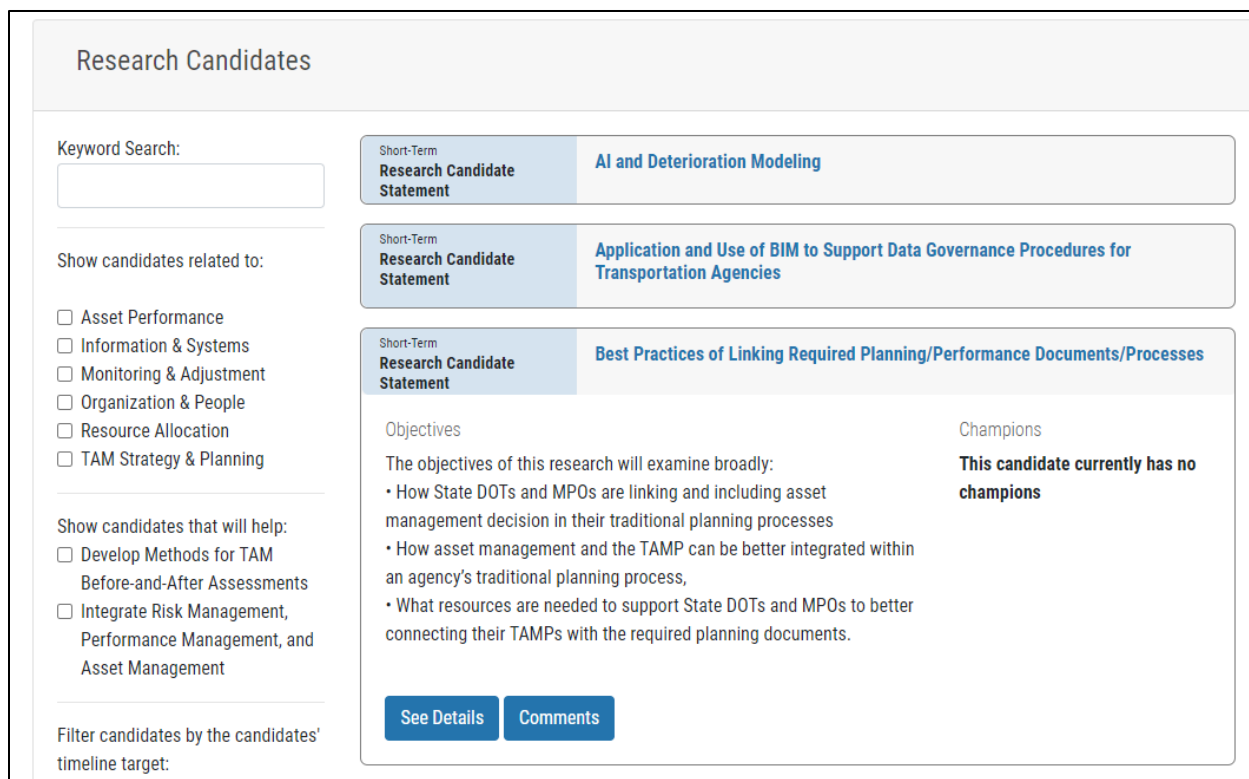 Research Candidates
Keyword Search:
Show candidates related to:
Asset Performance
Information & Systems
Monitoring & Adjustment
Organization & People
Resource Allocation
TAM Strategy & Planning
Show candidates that will help:
Develop Methods for TAM
Before-and-After Assessments
Integrate Risk Management,
Performance Management, and
Asset Management
Filter candidates by the candidates'
timeline target:
Short-Term
Research Candidate
Statement
AI and Deterioration Modeling
Short-Term
Research Candidate
Statement
Application and Use of BIM to Support Data Governance Procedures for
Transportation Agencies
Short-Term
Research Candidate
Statement
Best Practices of Linking Required Planning/Performance Documents/Processes
Objectives
The objectives of this research will examine broadly:
• How State DOTs and MPOs are linking and including asset
management decision in their traditional planning processes
• How asset management and the TAMP can be better integrated within
an agency's traditional planning process,
• What resources are needed to support State DOTs and MPOs to better
connecting their TAMPs with the required planning documents.
Champions
This candidate currently has no
champions
See Details
Comments